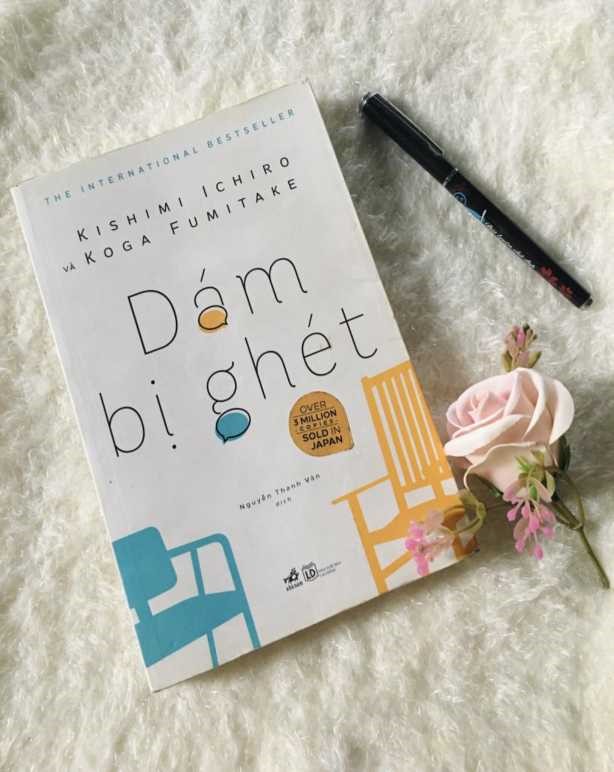 THE INTERNATIONAL BESTSELLER
KISHIMI ICHIRO
VÀ KOGA FUMITAKE
Dám
bị ghét
OVER
3 MILLION
COPIES
SOLD IN
JAPAN
Nguyễn Thanh Vân
dịch
LD